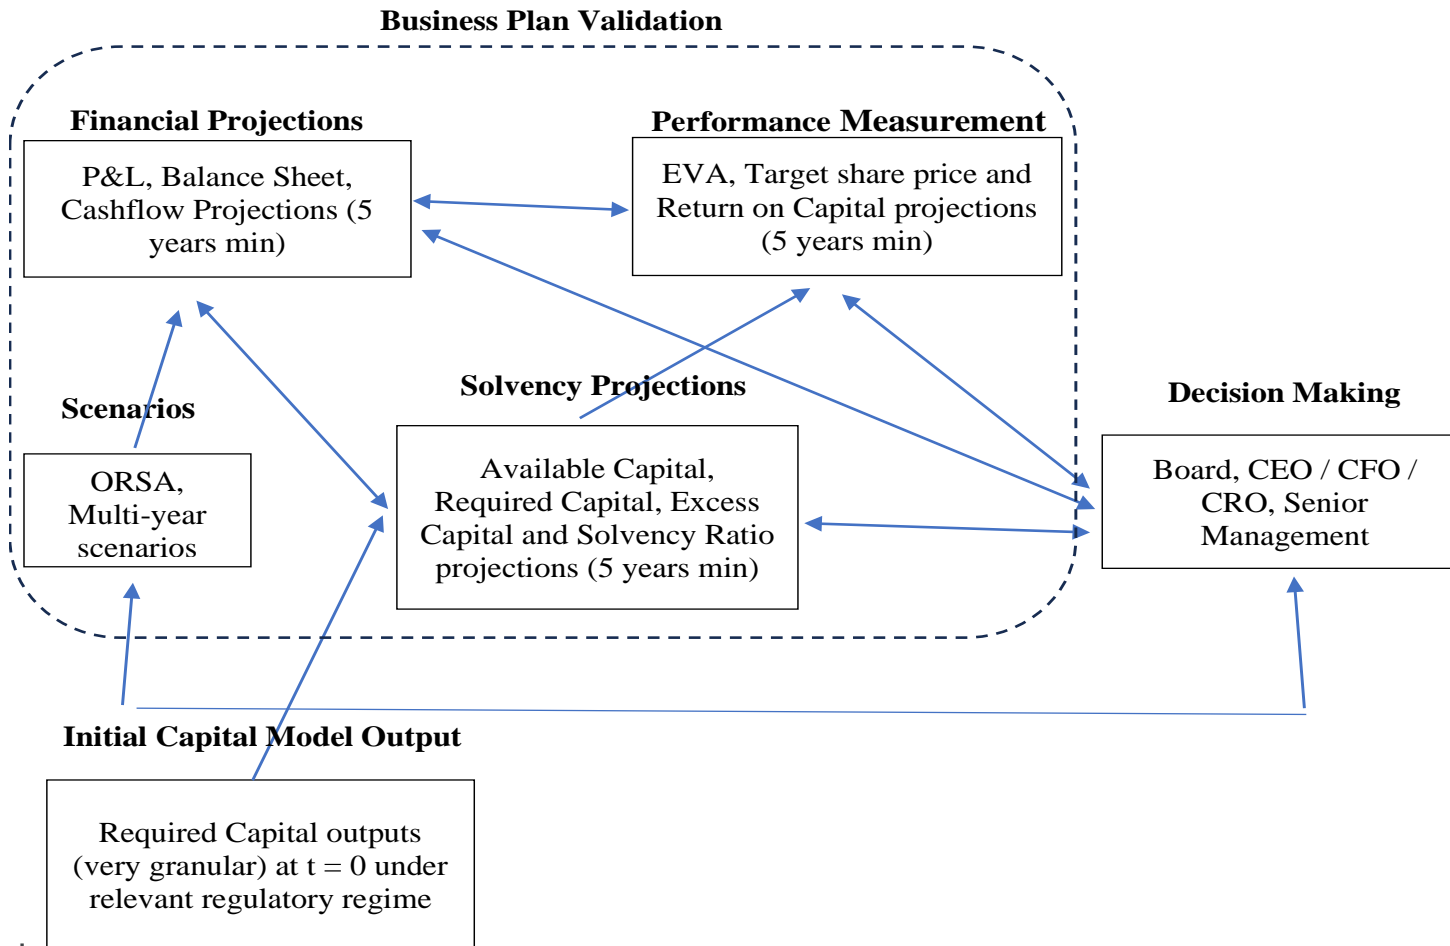 Business Plan Validation
Financial Projections
P&L, Balance Sheet,
Cashflow Projections (5
years min)
Performance Measurement
EVA, Target share price and
Return on Capital projections
(5 years min)
Scenarios
ORSA,
Multi-year
scenarios
Solvency Projections
Available Capital,
Required Capital, Excess
Capital and Solvency Ratio
projections (5 years min)
Decision Making
Board, CEO / CFO /
CRO, Senior
Management
Initial Capital Model Output
Required Capital outputs
(very granular) at t = 0 under
relevant regulatory regime